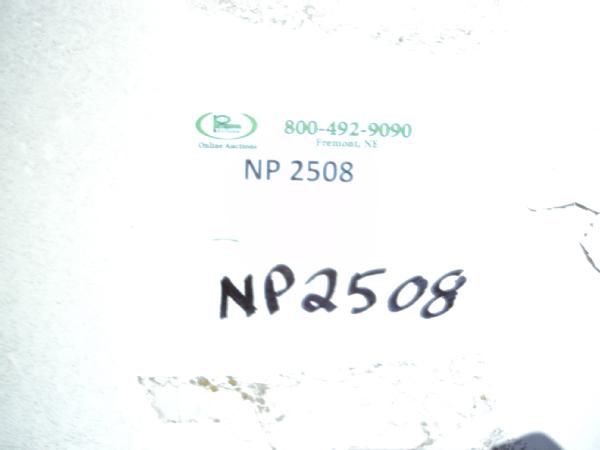 800-492-9090
Online Auctions
Fremont, NE
NP 2508
NP2508